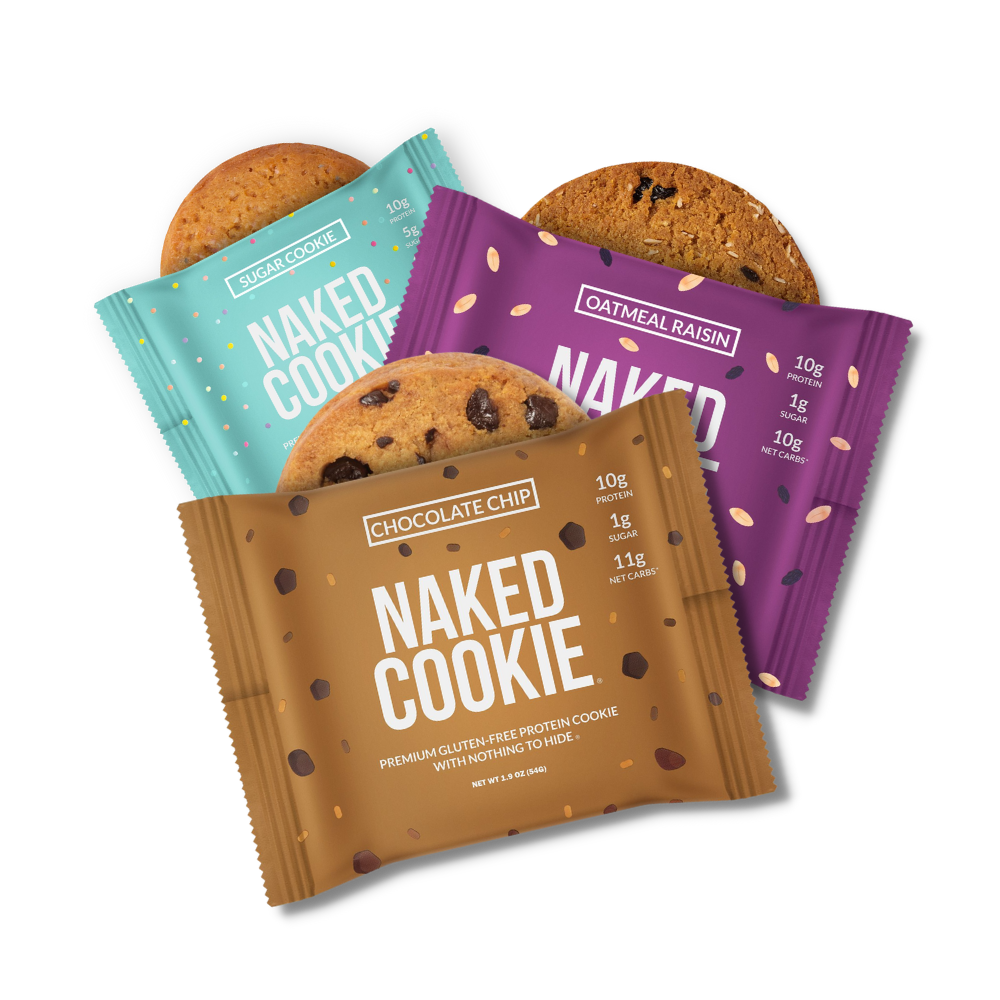 SUGAR COOKIE
10g
PROTEIN
5g
NAKED
OATMEAL RAISIN
10g
PROTEIN
1g
SUGAR
10g
NET CARBS*
CHOCOLATE CHIP
10g
PROTEIN
1g
SUGAR
11g
NET CARBS*
NAKED
COOKIE®
PREMIUM GLUTEN-FREE PROTEIN COOKIE
WITH NOTHING TO HIDE®
NET WT 1.9 OZ (54G)